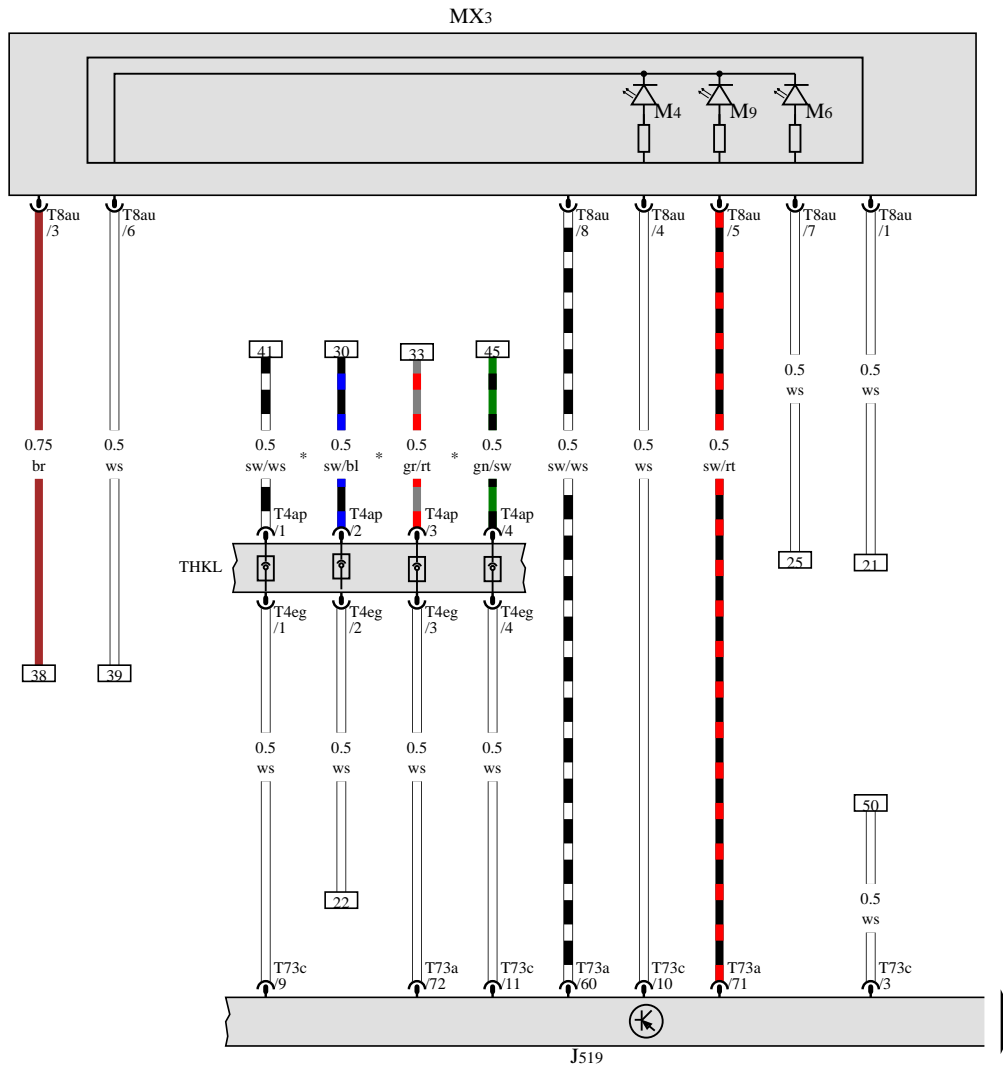 MX3
M4 M9 M6
T8au
/3
T8au
/6
T8au
/8
T8au
/4
T8au
/5
T8au
/7
T8au
/1
41
30
33
45
0.5
ws
0.5
ws
0.75
br
0.5
ws
0.5
sw/ws
*
0.5
sw/bl
*
0.5
gr/rt
*
0.5
gn/sw
0.5
sw/ws
0.5
ws
0.5
sw/rt
T4ap
/1
T4ap
/2
T4ap
/3
T4ap
/4
THKL
25
21
T4eg
/1
T4eg
/2
T4eg
/3
T4eg
/4
38
39
0.5
ws
0.5
ws
0.5
ws
0.5
ws
50
22
0.5
ws
T73c
/9
T73a
/72
T73c
/11
T73a
/60
T73c
/10
T73a
/71
T73c
/3
J519